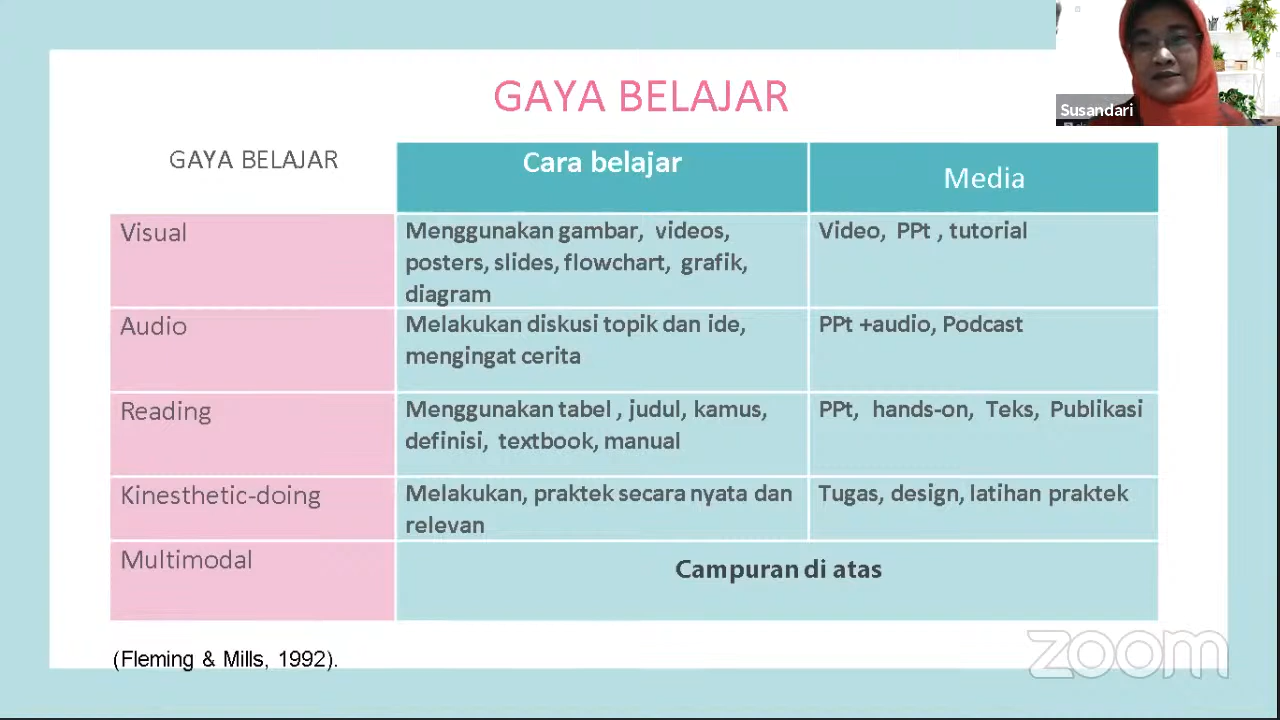 GAYA BELAJAR
Susandari
GAYA BELAJAR
Cara belajar
Media
Visual
Menggunakan gambar, videos,
posters, slides, flowchart, grafik,
diagram
Video, PPt , tutorial
Audio
Melakukan diskusi topik dan ide,
mengingat cerita
PPt +audio, Podcast
Reading
Menggunakan tabel , judul, kamus,
definisi, textbook, manual
PPt, hands-on, Teks, Publikasi
Kinesthetic-doing
Melakukan, praktek secara nyata dan
relevan
Tugas, design, latihan praktek
Multimodal
Campuran di atas
(Fleming & Mills, 1992).
zoom